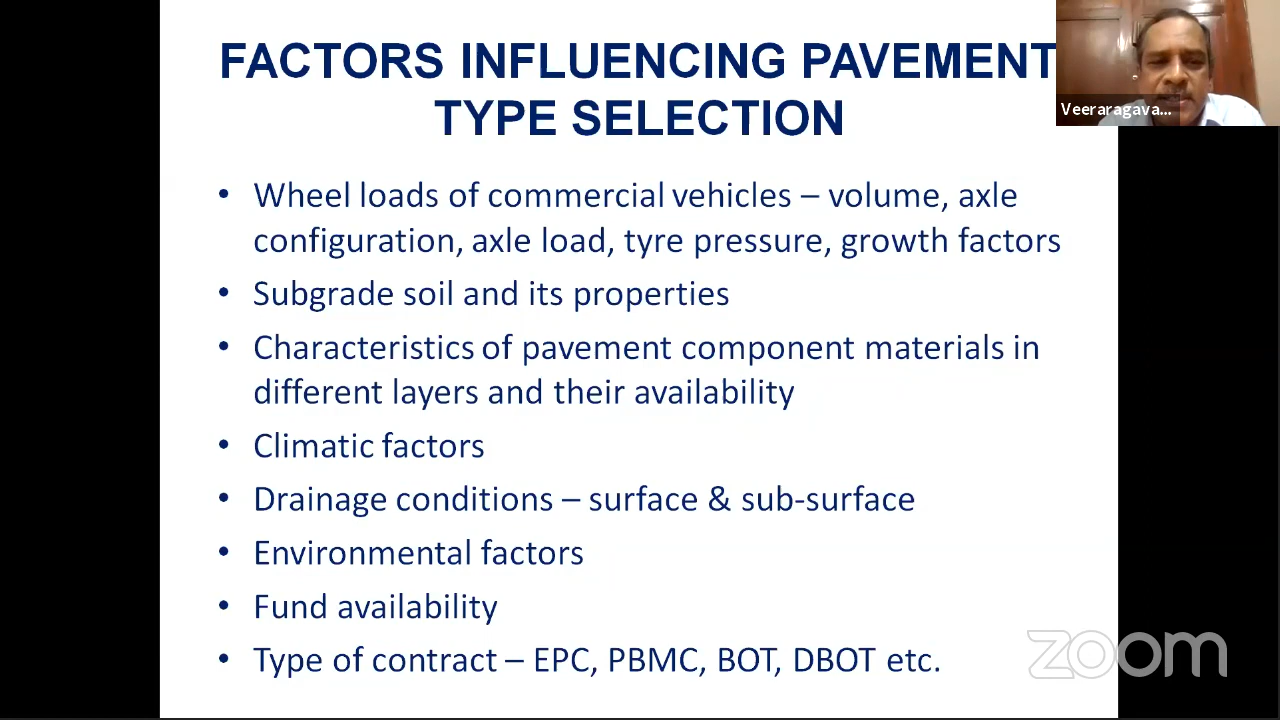 FACTORS INFLUENCING PAVEMENT
TYPE SELECTION
Veeraragava...
• Wheel loads of commercial vehicles – volume, axle
configuration, axle load, tyre pressure, growth factors
• Subgrade soil and its properties
• Characteristics of pavement component materials in
different layers and their availability
• Climatic factors
• Drainage conditions – surface & sub-surface
• Environmental factors
• Fund availability
• Type of contract – EPC, PBMC, BOT, DBOT etc.
zoom